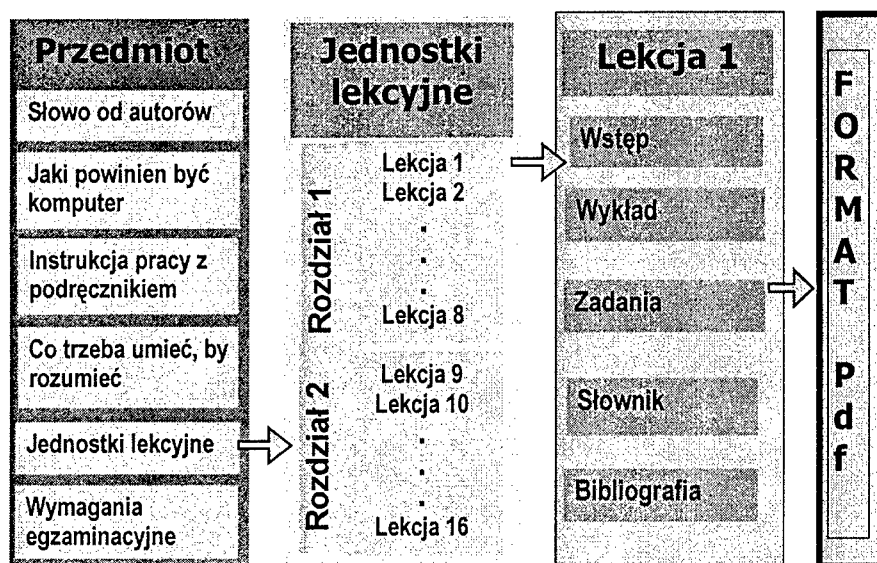 Przedmiot
Słowo od autorów
Jaki powinien być
komputer
Instrukcja pracy z
podręcznikiem
Co trzeba umieć, by
rozumieć
Jednostki lekcyjne
Wymagania
egzaminacyjne
Jednostki
lekcyjne
Rozdział 1
Lekcja 1
Lekcja 2
.
.
.
Lekcja 8
Rozdział 2
Lekcja 9
Lekcja 10
.
.
.
Lekcja 16
Lekcja 1
Wstęp
Wykład
Zadania
Słownik
Bibliografia
FORMAT Pdf